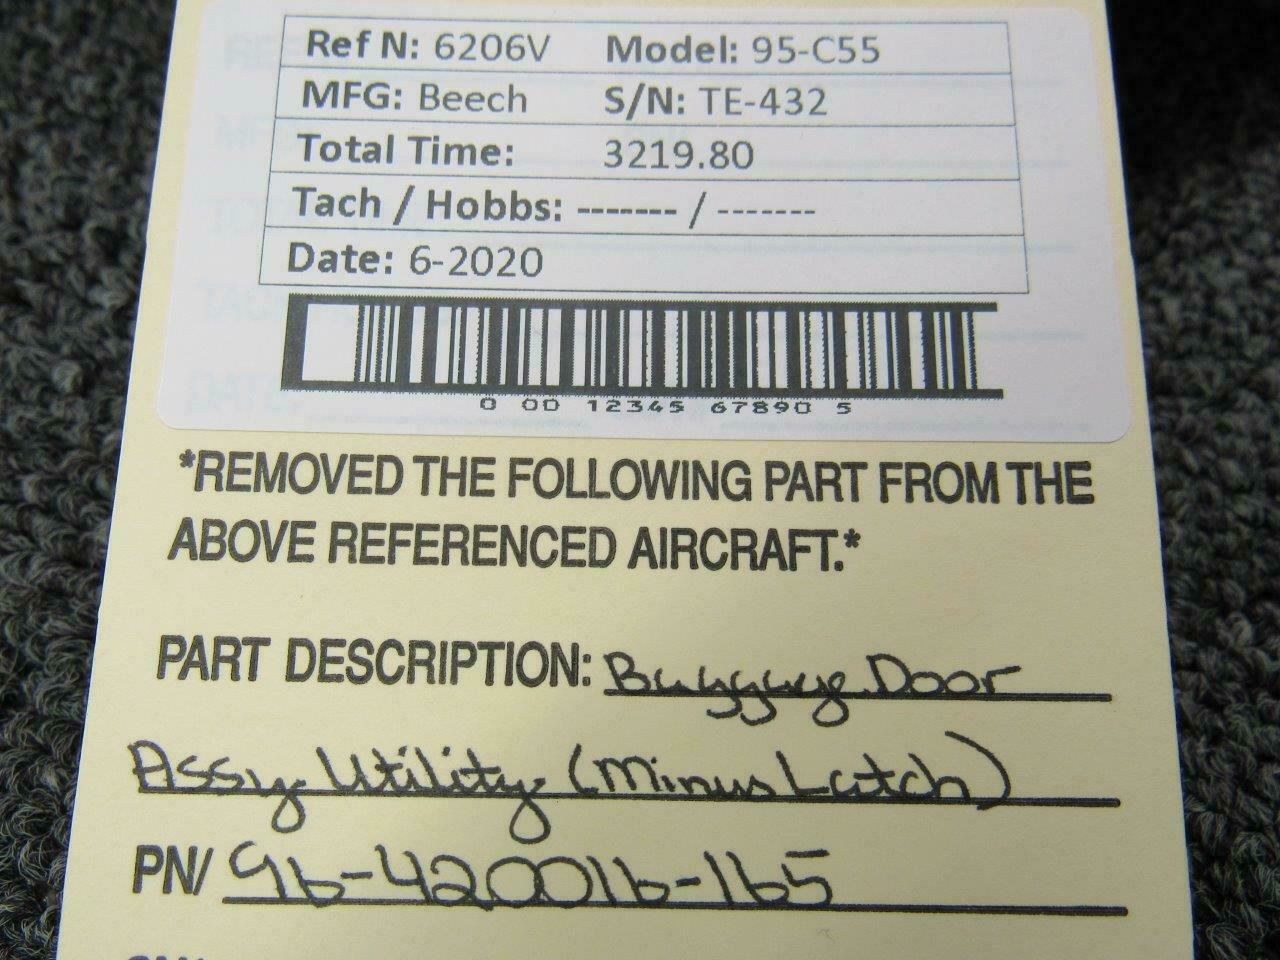 Ref N: 6206V Model: 95-C55
MFG: Beech S/N: TE-432
Total Time: 3219.80
Tach / Hobbs: ------- / -------
Date: 6-2020
0 00 12345 67890 5
*REMOVED THE FOLLOWING PART FROM THE
ABOVE REFERENCED AIRCRAFT.*
PART DESCRIPTION: Baggage Door
Assy. Utility (Minus Latch)
PN/ 96-420016-165